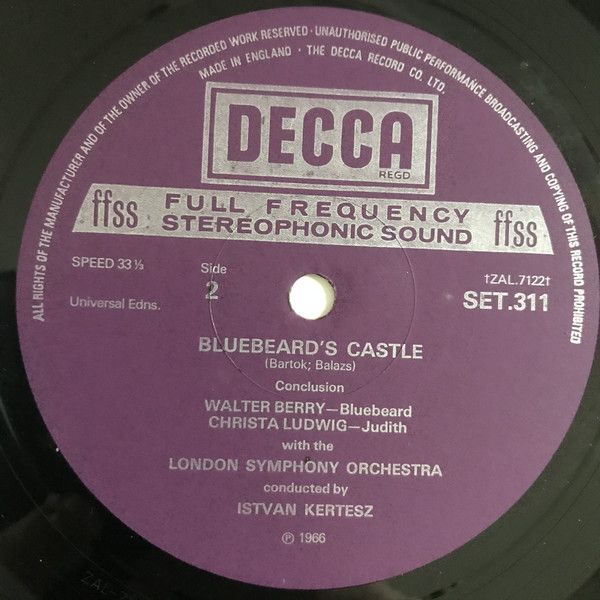 ALL RIGHTS OF THE MANUFACTURER AND OF THE OWNER OF THE RECORDED WORK RESERVED · UNAUTHORISED PUBLIC PERFORMANCE BROADCASTING AND COPYING OF THIS RECORD PROHIBITED
MADE IN ENGLAND · THE DECCA RECORD CO. LTD.
DECCA
REGD
ffss FULL FREQUENCY ffss
STEREOPHONIC SOUND
SPEED 33⅓ Side †ZAL.7122†
2 SET.311
Universal Edns.
BLUEBEARD'S CASTLE
(Bartok; Balazs)
Conclusion
WALTER BERRY—Bluebeard
CHRISTA LUDWIG—Judith
with the
LONDON SYMPHONY ORCHESTRA
conducted by
ISTVAN KERTESZ
℗ 1966